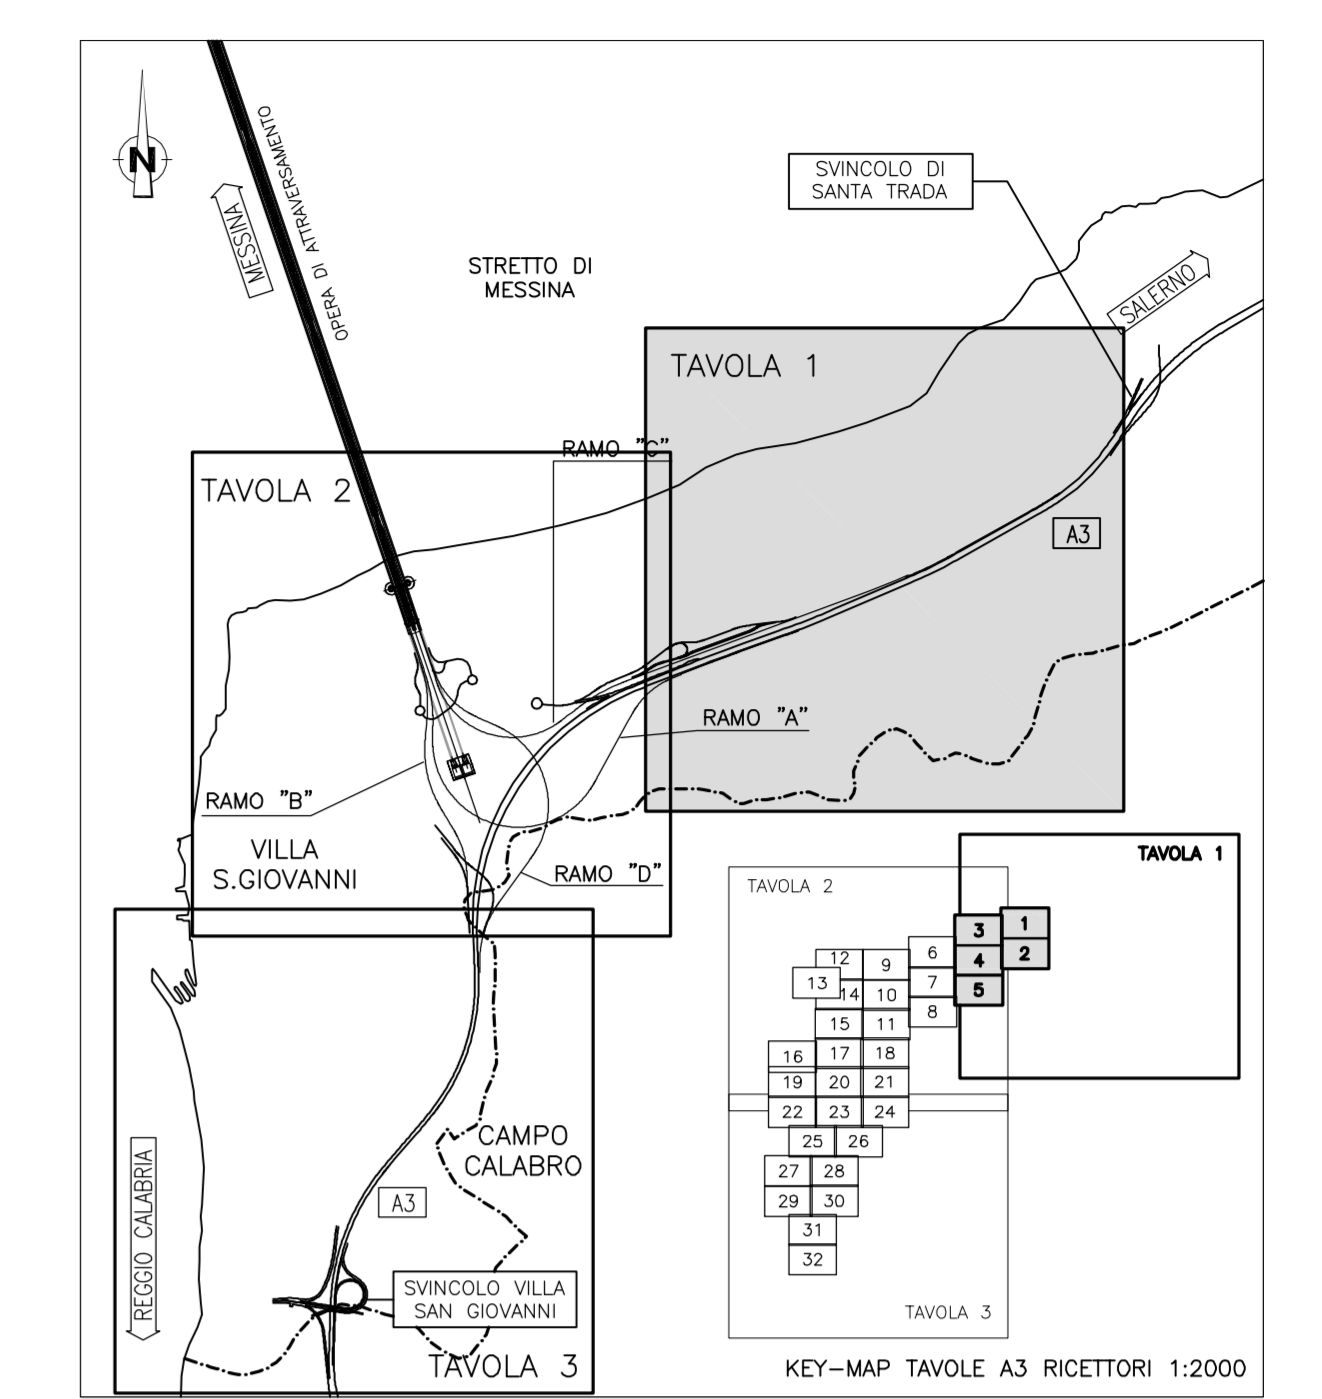 N
OPERA DI ATTRAVERSAMENTO
MESSINA
STRETTO DI
MESSINA
SVINCOLO DI
SANTA TRADA
SALERNO
TAVOLA 1
RAMO "C"
TAVOLA 2
A3
RAMO "A"
RAMO "B"
VILLA
S.GIOVANNI
RAMO "D"
CAMPO
CALABRO
A3
REGGIO CALABRIA
SVINCOLO VILLA
SAN GIOVANNI
TAVOLA 3
TAVOLA 1
TAVOLA 2
3 1
4 2
5
12 9 6
13 14 10 7
15 11 8
16 17 18
19 20 21
22 23 24
25 26
27 28
29 30
31
32
TAVOLA 3
KEY-MAP TAVOLE A3 RICETTORI 1:2000